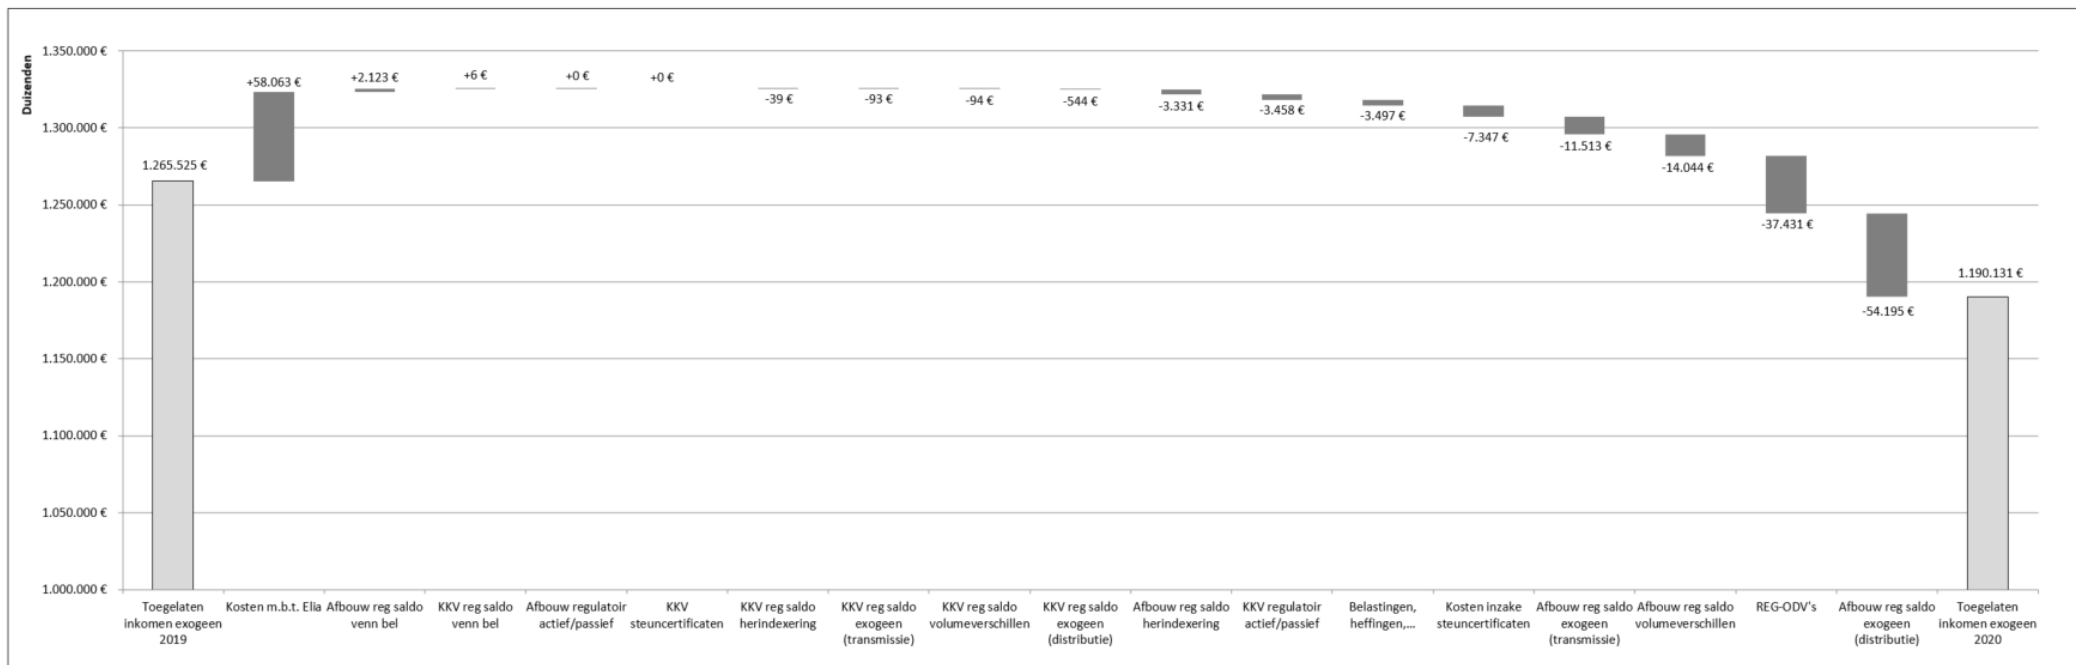 Duizenden
1.350.000 €
1.300.000 €
1.250.000 €
1.200.000 €
1.150.000 €
1.100.000 €
1.050.000 €
1.000.000 €
1.265.525 €
+58.063 €
+2.123 €
+6 €
+0 €
+0 €
-39 €
-93 €
-94 €
-544 €
-3.331 €
-3.458 €
-3.497 €
-7.347 €
-11.513 €
-14.044 €
-37.431 €
-54.195 €
1.190.131 €
Toegelaten
inkomen exogeen
2019
Kosten m.b.t. Elia
Afbouw reg saldo
venn bel
KKV reg saldo
venn bel
Afbouw regulatoir
actief/passief
KKV
steuncertificaten
KKV reg saldo
herindexering
KKV reg saldo
exogeen
(transmissie)
KKV reg saldo
volumeverschillen
KKV reg saldo
exogeen
(distributie)
Afbouw reg saldo
herindexering
KKV regulatoir
actief/passief
Belastingen,
heffingen,...
Kosten inzake
steuncertificaten
Afbouw reg saldo
exogeen
(transmissie)
Afbouw reg saldo
volumeverschillen
REG-ODV's
Afbouw reg saldo
exogeen
(distributie)
Toegelaten
inkomen exogeen
2020